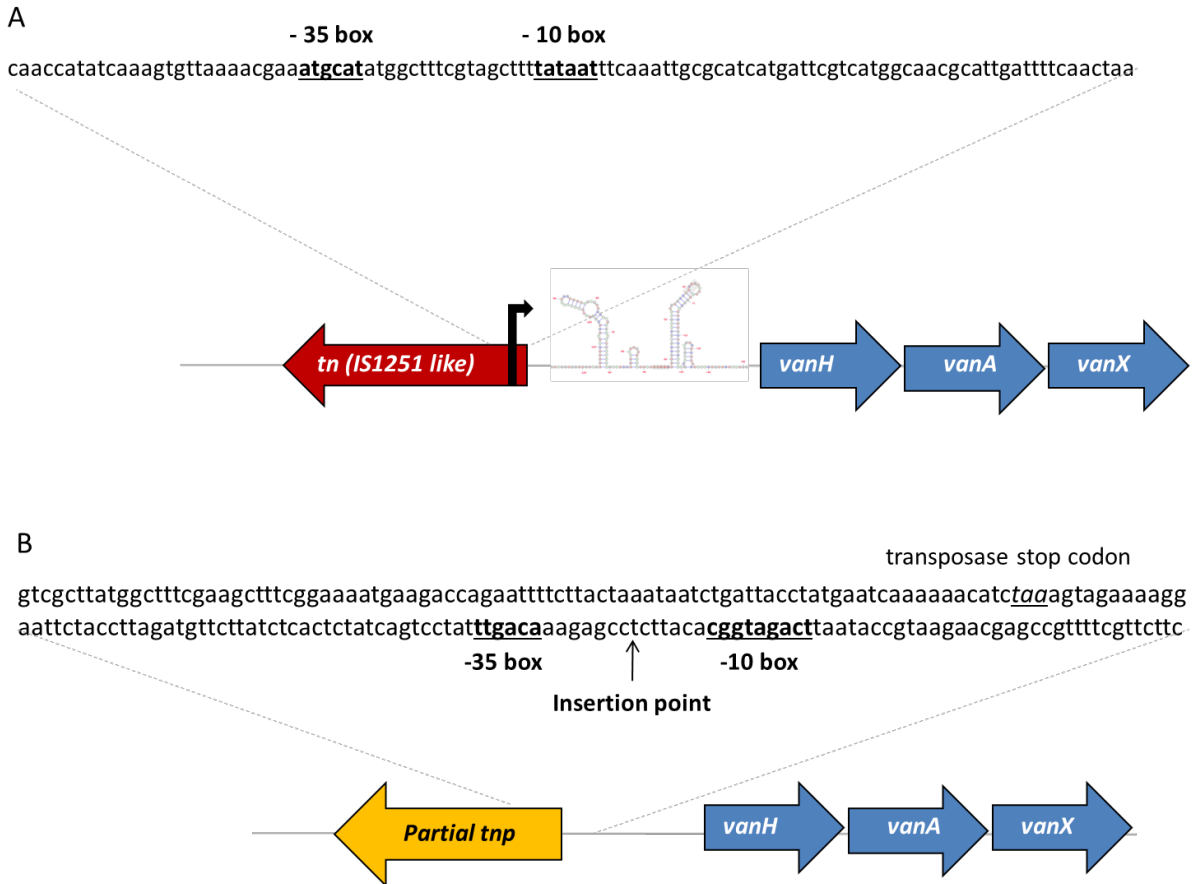 A
- 35 box - 10 box
caaccatatcaaagtgttaaaacgaaatgcatatggctttcgtagcttttataatttcaaattgcgcatcatgattcgtcatggcaacgcattgattttcaactaa
tn (IS1251 like) vanH vanA vanX
B
transposase stop codon
gtcgcttatggctttcgaagctttcggaaaatgaagaccagaattttcttactaaataatctgattacctatgaatcaaaaaacatctaaagtagaaaagg
aattctaccttagatgttcttatctcactctatcagtcctatttgacaaagagcctcttacacggtagactttaataccgtaagaacgagccgttttcgttcttc
-35 box -10 box
Insertion point
Partial tnp vanH vanA vanX